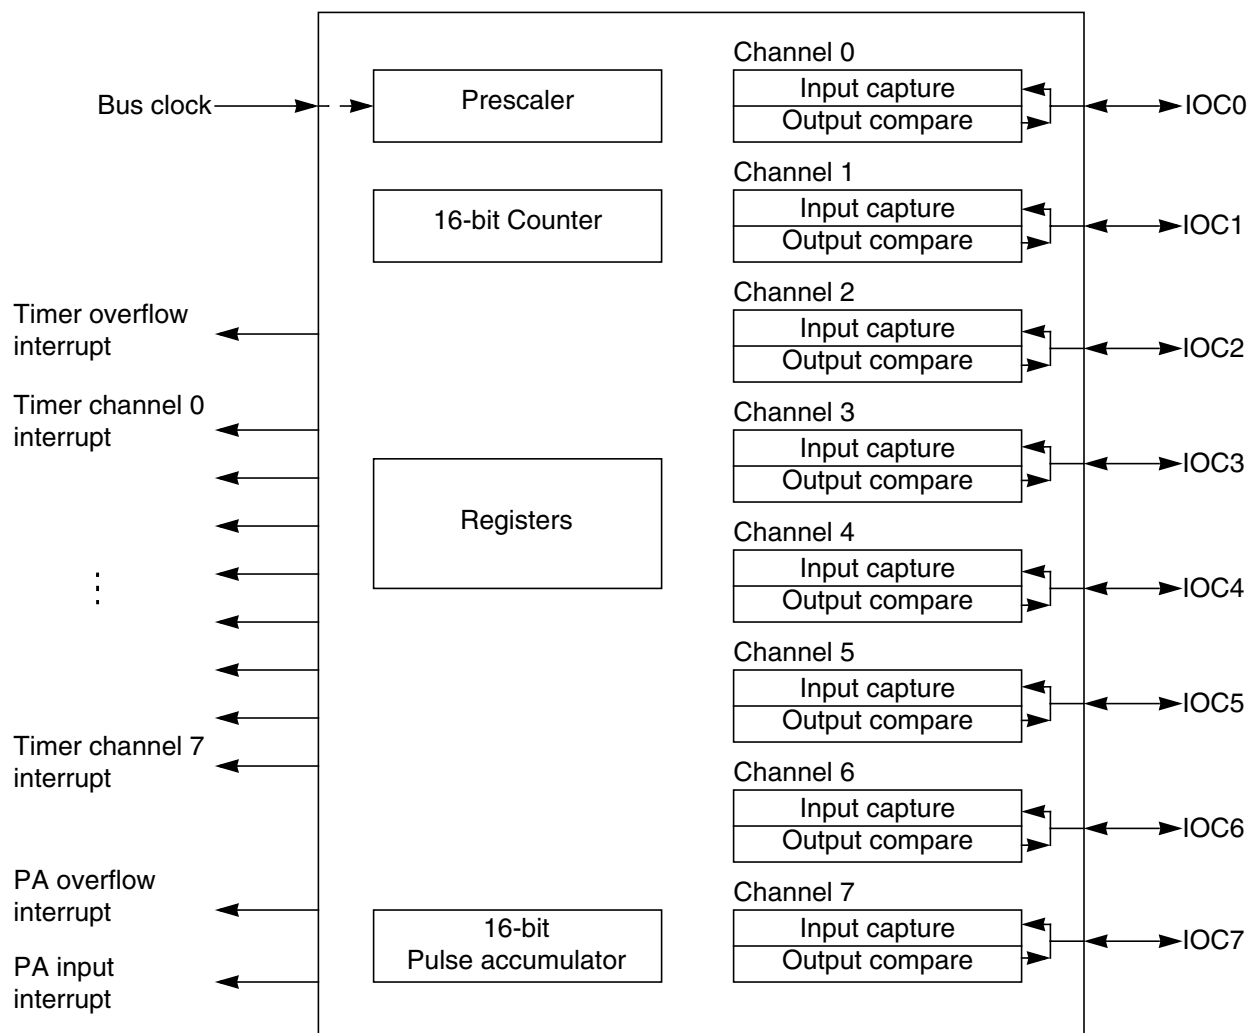 Channel 0
Bus clock
Prescaler
Input capture
Output compare
IOC0
Channel 1
16-bit Counter
Input capture
Output compare
IOC1
Timer overflow
interrupt
Channel 2
Input capture
Output compare
IOC2
Timer channel 0
interrupt
Channel 3
Input capture
Output compare
IOC3
Registers
Channel 4
Input capture
Output compare
IOC4
Channel 5
Input capture
Output compare
IOC5
Timer channel 7
interrupt
Channel 6
Input capture
Output compare
IOC6
PA overflow
interrupt
Channel 7
16-bit
Pulse accumulator
Input capture
Output compare
IOC7
PA input
interrupt